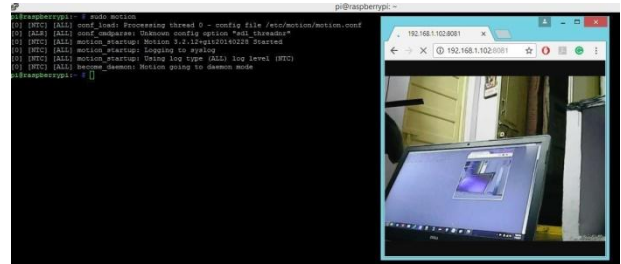 pi@raspberrypi: ~
pi@raspberrypi:~ $ sudo motion
[0] [NTC] [ALL] conf_load: Processing thread 0 - config file /etc/motion/motion.conf
[0] [ALR] [ALL] conf_cmdparse: Unknown config option "sdl_threadnr"
[0] [NTC] [ALL] motion_startup: Motion 3.2.12+git20140228 Started
[0] [NTC] [ALL] motion_startup: Logging to syslog
[0] [NTC] [ALL] motion_startup: Using log type (ALL) log level (NTC)
[0] [NTC] [ALL] become_daemon: Motion going to daemon mode
pi@raspberrypi:~ $
192.168.1.102:8081
192.168.1.102:8081
DELL